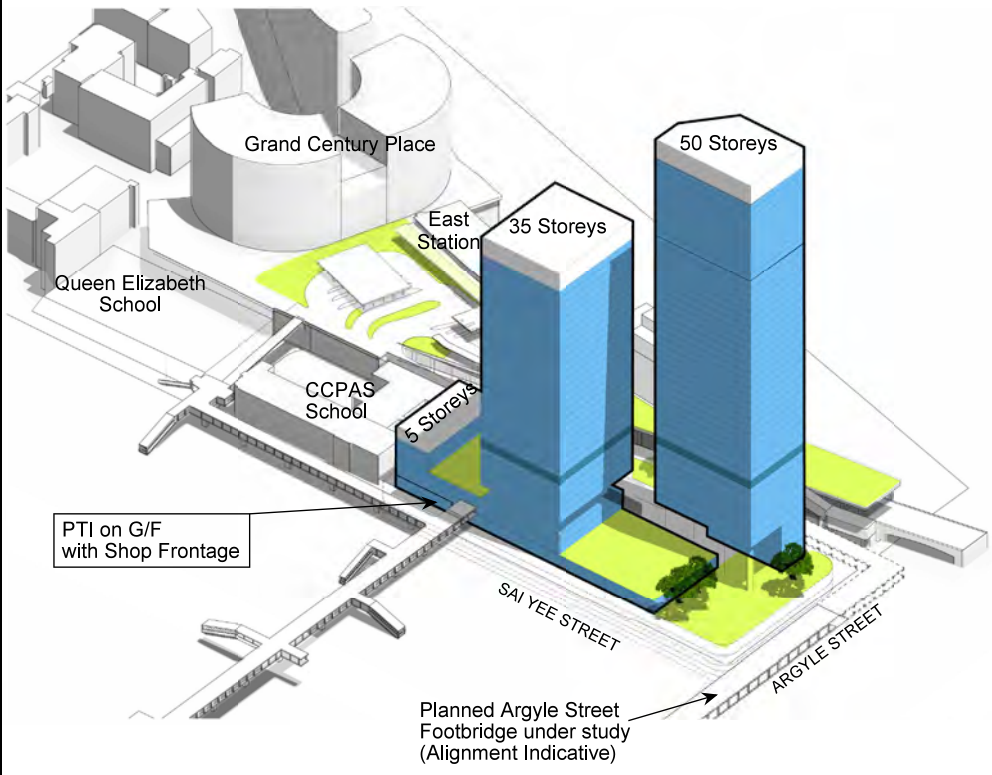 50 Storeys
Grand Century Place
East
Station
35 Storeys
Queen Elizabeth
School
CCPAS
School
5 Storeys
PTI on G/F
with Shop Frontage
SAI YEE STREET
ARGYLE STREET
Planned Argyle Street
Footbridge under study
(Alignment Indicative)